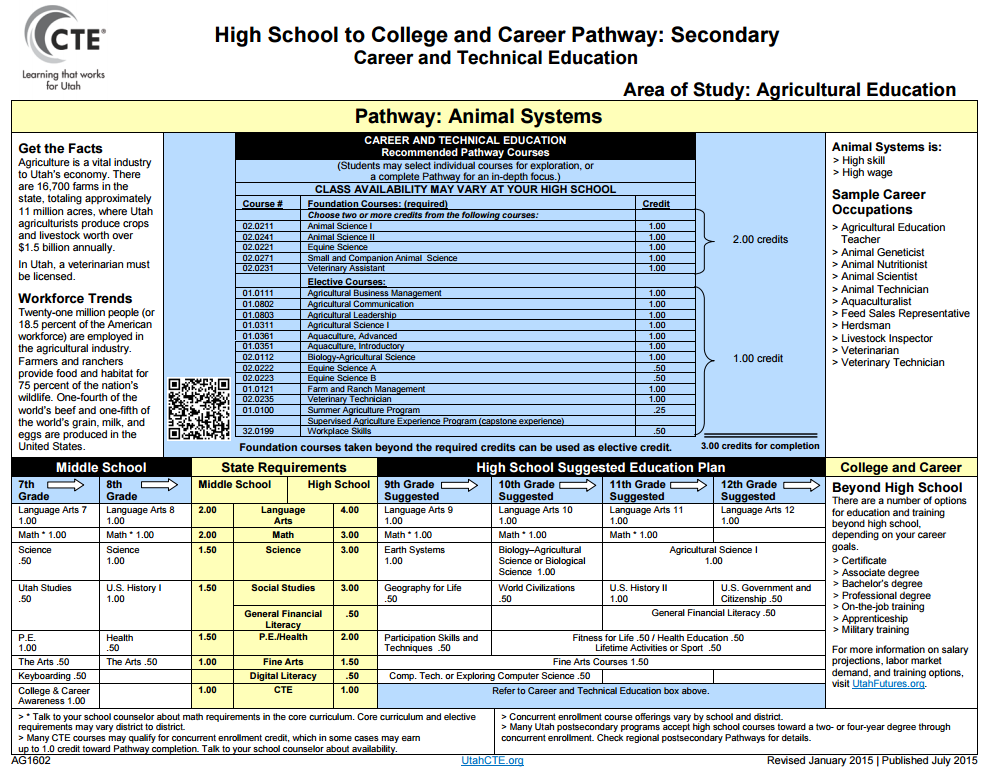 CTE®
Learning that works
for Utah
High School to College and Career Pathway: Secondary
Career and Technical Education
Area of Study: Agricultural Education
Pathway: Animal Systems
Get the Facts
Agriculture is a vital industry
to Utah's economy. There
are 16,700 farms in the
state, totaling approximately
11 million acres, where Utah
agriculturists produce crops
and livestock worth over
$1.5 billion annually.
In Utah, a veterinarian must
be licensed.
Workforce Trends
Twenty-one million people (or
18.5 percent of the American
workforce) are employed in
the agricultural industry.
Farmers and ranchers
provide food and habitat for
75 percent of the nation's
wildlife. One-fourth of the
world's beef and one-fifth of
the world's grain, milk, and
eggs are produced in the
United States.
CAREER AND TECHNICAL EDUCATION
Recommended Pathway Courses
(Students may select individual courses for exploration, or
a complete Pathway for an in-depth focus.)
CLASS AVAILABILITY MAY VARY AT YOUR HIGH SCHOOL
Course # Foundation Courses: (required) Credit
Choose two or more credits from the following courses:
02.0211 Animal Science I 1.00
02.0241 Animal Science II 1.00
02.0221 Equine Science 1.00
02.0271 Small and Companion Animal Science 1.00
02.0231 Veterinary Assistant 1.00
2.00 credits
Elective Courses:
01.0111 Agricultural Business Management 1.00
01.0802 Agricultural Communication 1.00
01.0803 Agricultural Leadership 1.00
01.0311 Agricultural Science I 1.00
01.0361 Aquaculture, Advanced 1.00
01.0351 Aquaculture, Introductory 1.00
02.0112 Biology-Agricultural Science 1.00
02.0222 Equine Science A .50
02.0223 Equine Science B .50
01.0121 Farm and Ranch Management 1.00
02.0235 Veterinary Technician 1.00
01.0100 Summer Agriculture Program .25
Supervised Agriculture Experience Program (capstone experience)
32.0199 Workplace Skills .50
1.00 credit
Foundation courses taken beyond the required credits can be used as elective credit.
3.00 credits for completion
Animal Systems is:
> High skill
> High wage
Sample Career
Occupations
> Agricultural Education
Teacher
> Animal Geneticist
> Animal Nutritionist
> Animal Scientist
> Animal Technician
> Aquaculturalist
> Feed Sales Representative
> Herdsman
> Livestock Inspector
> Veterinarian
> Veterinary Technician
Middle School State Requirements High School Suggested Education Plan College and Career
7th
Grade
8th
Grade
Middle School High School
9th Grade
Suggested
10th Grade
Suggested
11th Grade
Suggested
12th Grade
Suggested
Language Arts 7
1.00
Language Arts 8
1.00
2.00 Language
Arts 4.00
Language Arts 9
1.00
Language Arts 10
1.00
Language Arts 11
1.00
Language Arts 12
1.00
Math * 1.00 Math * 1.00 2.00 Math 3.00 Math * 1.00 Math * 1.00 Math * 1.00
Science
.50
Science
1.00
1.50 Science 3.00
Earth Systems
1.00
Biology–Agricultural
Science or Biological
Science 1.00
Agricultural Science I
1.00
Utah Studies
.50
U.S. History I
1.00
1.50 Social Studies 3.00
Geography for Life
.50
World Civilizations
.50
U.S. History II
1.00
U.S. Government and
Citizenship .50
General Financial
Literacy .50
General Financial Literacy .50
P.E.
1.00
Health
.50
1.50 P.E./Health 2.00
Participation Skills and
Techniques .50
Fitness for Life .50 / Health Education .50
Lifetime Activities or Sport .50
The Arts .50 The Arts .50 1.00 Fine Arts 1.50 Fine Arts Courses 1.50
Keyboarding .50 Digital Literacy .50 Comp. Tech. or Exploring Computer Science .50
College & Career
Awareness 1.00
1.00 CTE 1.00 Refer to Career and Technical Education box above.
Beyond High School
There are a number of options
for education and training
beyond high school,
depending on your career
goals.
> Certificate
> Associate degree
> Bachelor's degree
> Professional degree
> On-the-job training
> Apprenticeship
> Military training
For more information on salary
projections, labor market
demand, and training options,
visit UtahFutures.org.
> * Talk to your school counselor about math requirements in the core curriculum. Core curriculum and elective
requirements may vary district to district.
> Many CTE courses may qualify for concurrent enrollment credit, which in some cases may earn
up to 1.0 credit toward Pathway completion. Talk to your school counselor about availability.
> Concurrent enrollment course offerings vary by school and district.
> Many Utah postsecondary programs accept high school courses toward a two- or four-year degree through
concurrent enrollment. Check regional postsecondary Pathways for details.
AG1602 UtahCTE.org Revised January 2015 | Published July 2015